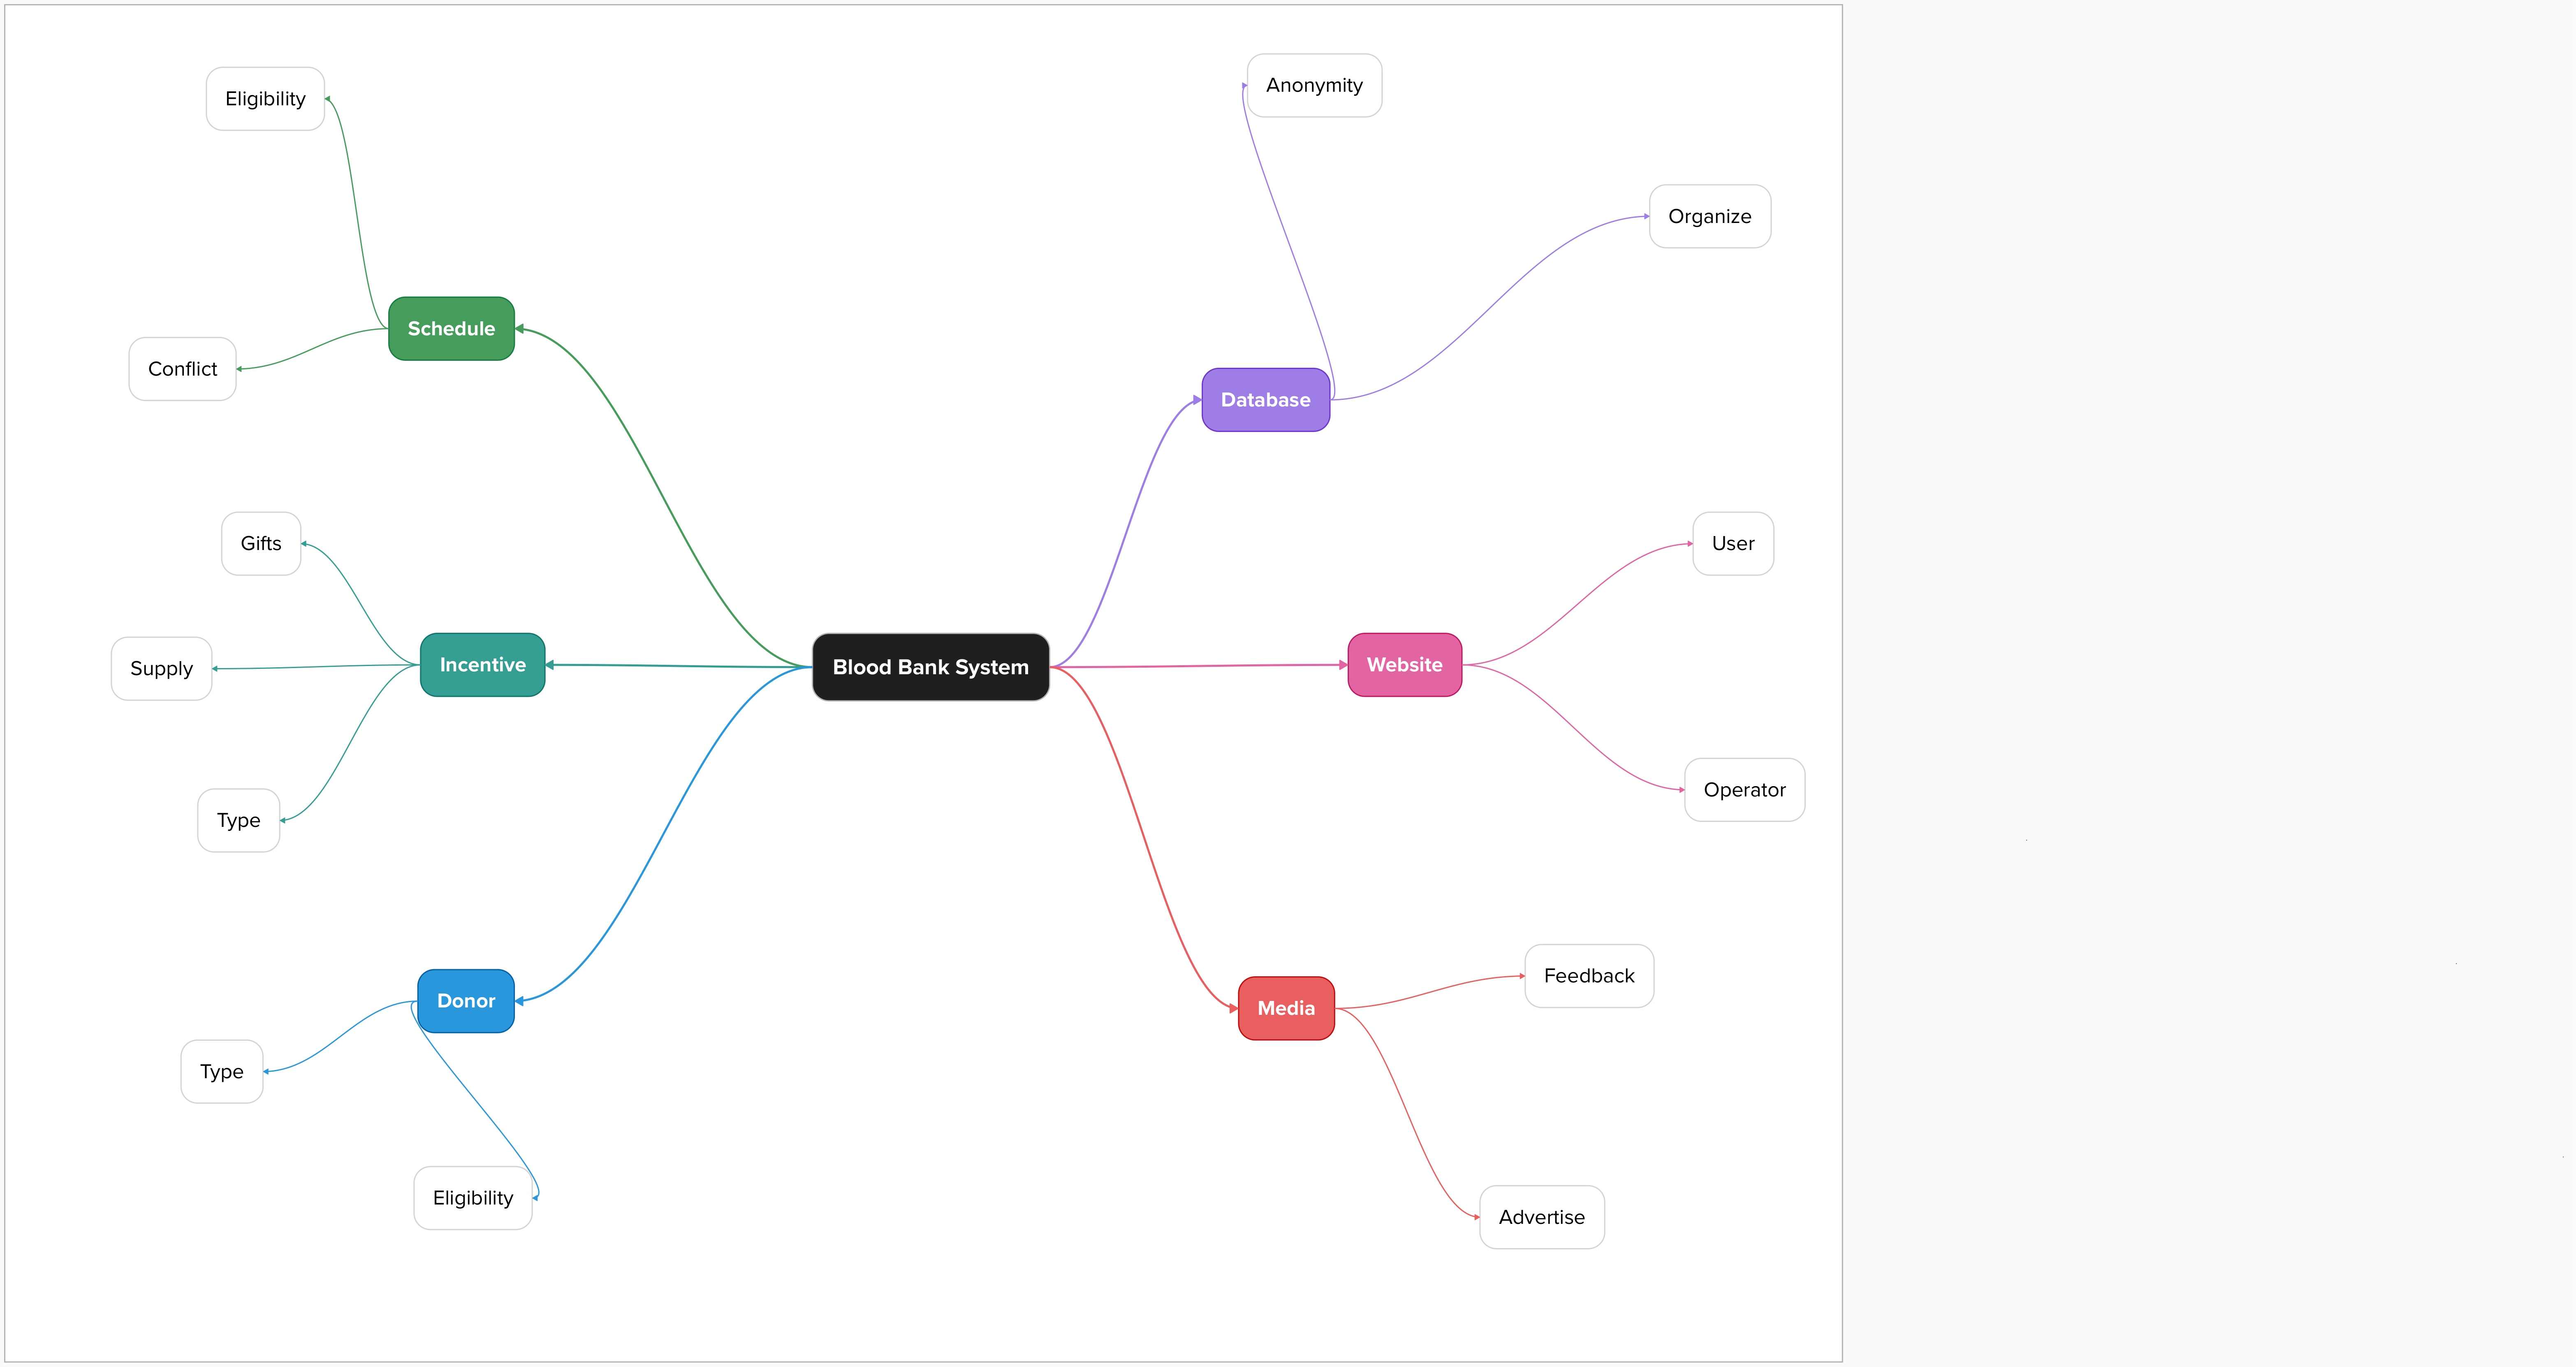 Eligibility
Schedule
Conflict
Gifts
Incentive
Supply
Type
Donor
Type
Eligibility
Blood Bank System
Anonymity
Organize
Database
User
Website
Operator
Feedback
Media
Advertise